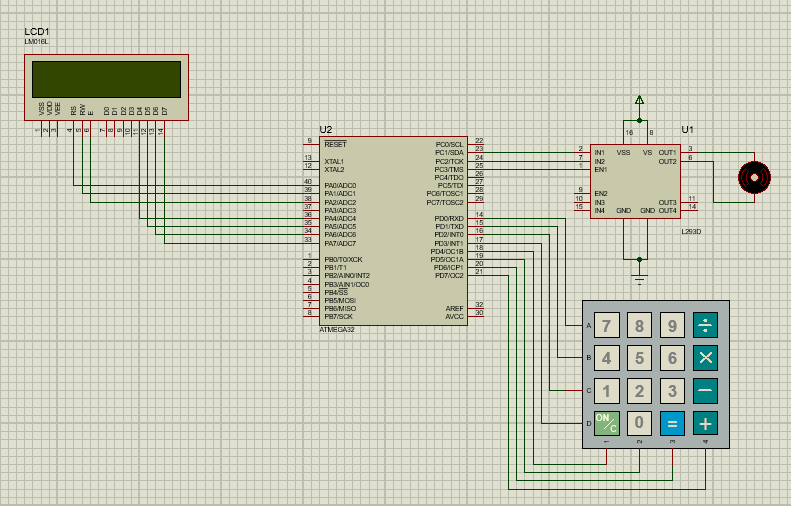 LCD1
LM016L
VSS VDD VEE RS RW E D0 D1 D2 D3 D4 D5 D6 D7
1 2 3 4 5 6 7 8 9 10 11 12 13 14
U2
9 RESET PC0/SCL 22
PC1/SDA 23
13 XTAL1 PC2/TCK 24
12 XTAL2 PC3/TMS 25
PC4/TDO 26
40 PA0/ADC0 PC5/TDI 27
39 PA1/ADC1 PC6/TOSC1 28
38 PA2/ADC2 PC7/TOSC2 29
37 PA3/ADC3
36 PA4/ADC4 PD0/RXD 14
35 PA5/ADC5 PD1/TXD 15
34 PA6/ADC6 PD2/INT0 16
33 PA7/ADC7 PD3/INT1 17
PD4/OC1B 18
1 PB0/T0/XCK PD5/OC1A 19
2 PB1/T1 PD6/ICP1 20
3 PB2/AIN0/INT2 PD7/OC2 21
4 PB3/AIN1/OC0
5 PB4/SS
6 PB5/MOSI
7 PB6/MISO AREF 32
8 PB7/SCK AVCC 30
ATMEGA32
U1
16 8
2 IN1 VSS VS OUT1 3
7 IN2 OUT2 6
1 EN1
9 EN2
10 IN3 OUT3 11
15 IN4 GND GND OUT4 14
L293D
A 7 8 9 ÷
B 4 5 6 ×
C 1 2 3 −
D ON/C 0 = +
1 2 3 4